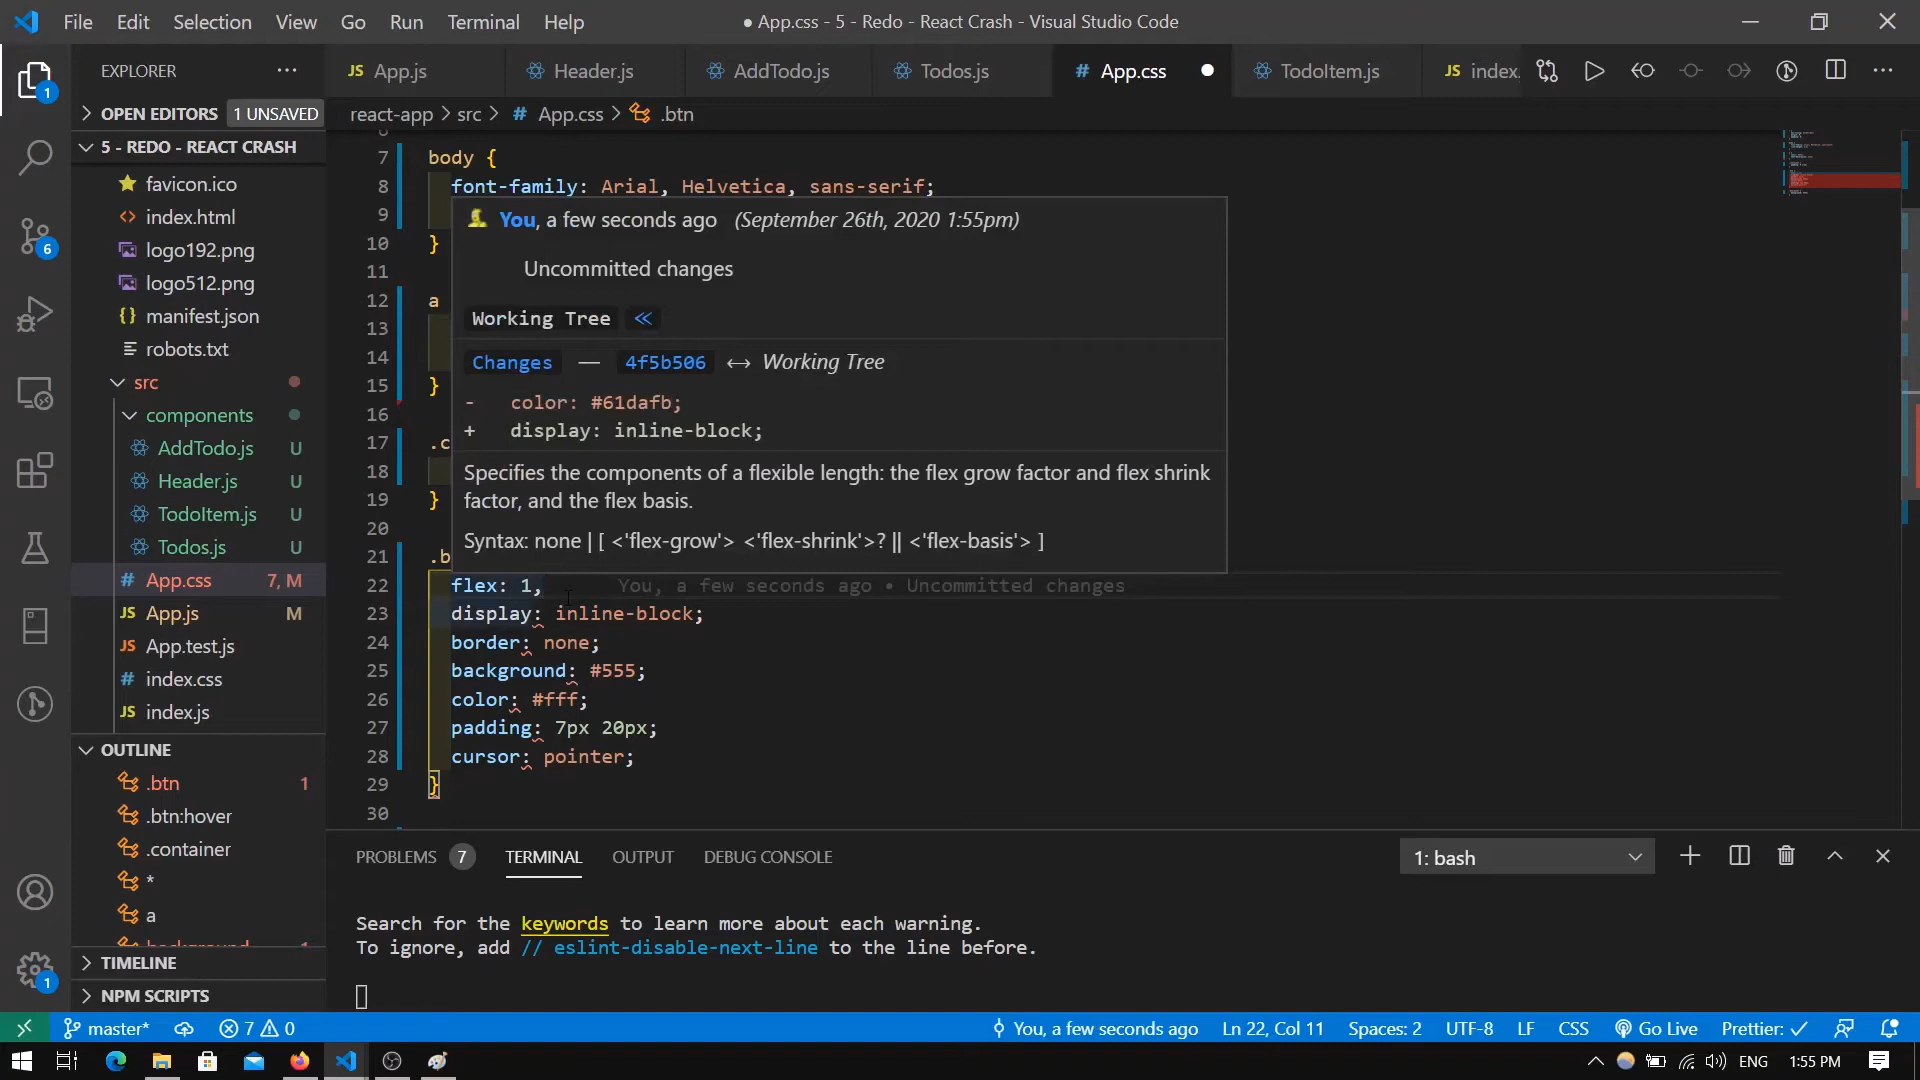 File Edit Selection View Go Run Terminal Help
● App.css - 5 - Redo - React Crash - Visual Studio Code
EXPLORER
JS App.js
Header.js
AddTodo.js
Todos.js
# App.css
TodoItem.js
JS index.
OPEN EDITORS 1 UNSAVED
react-app > src > # App.css > .btn
5 - REDO - REACT CRASH
favicon.ico
index.html
logo192.png
logo512.png
manifest.json
robots.txt
src
components
AddTodo.js U
Header.js U
TodoItem.js U
Todos.js U
# App.css 7, M
JS App.js M
App.test.js
# index.css
JS index.js
OUTLINE
.btn 1
.btn:hover
.container
*
a
TIMELINE
NPM SCRIPTS
1
6
1
7 body {
8 font-family: Arial, Helvetica, sans-serif;
9
10 }
11
12 a
13
14
15 }
16
17 .c
18
19 }
20
21 .b
22 flex: 1, You, a few seconds ago • Uncommitted changes
23 display: inline-block;
24 border: none;
25 background: #555;
26 color: #fff;
27 padding: 7px 20px;
28 cursor: pointer;
29 }
30
You, a few seconds ago (September 26th, 2020 1:55pm)
Uncommitted changes
Working Tree
Changes — 4f5b506 ↔ Working Tree
- color: #61dafb;
+ display: inline-block;
Specifies the components of a flexible length: the flex grow factor and flex shrink
factor, and the flex basis.
Syntax: none | [ <'flex-grow'> <'flex-shrink'>? || <'flex-basis'> ]
PROBLEMS 7 TERMINAL OUTPUT DEBUG CONSOLE
1: bash
Search for the keywords to learn more about each warning.
To ignore, add // eslint-disable-next-line to the line before.
master* 7 0
You, a few seconds ago Ln 22, Col 11 Spaces: 2 UTF-8 LF CSS Go Live Prettier: ✓
ENG 1:55 PM